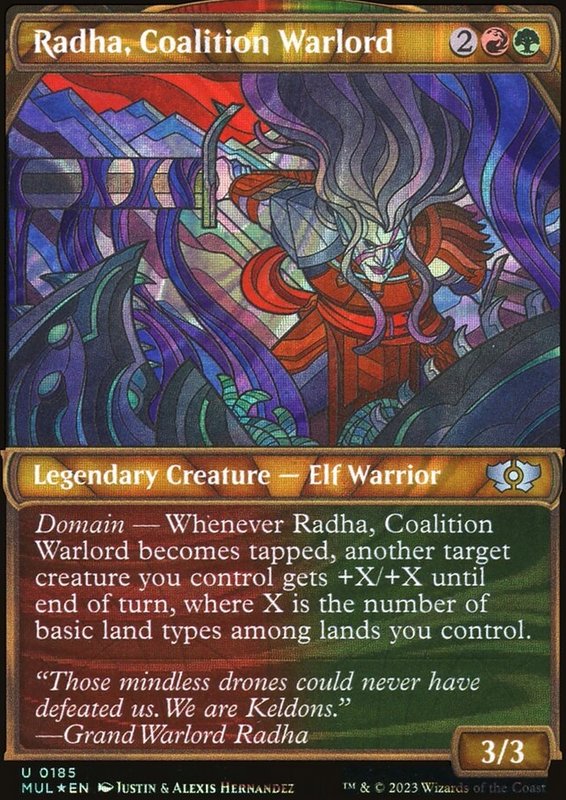 Radha, Coalition Warlord 2
Legendary Creature — Elf Warrior
Domain — Whenever Radha, Coalition
Warlord becomes tapped, another target
creature you control gets +X/+X until
end of turn, where X is the number of
basic land types among lands you control.
“Those mindless drones could never have
defeated us. We are Keldons.”
—Grand Warlord Radha
3/3
U 0185
MUL★EN Justin & Alexis Hernandez
™ & © 2023 Wizards of the Coast